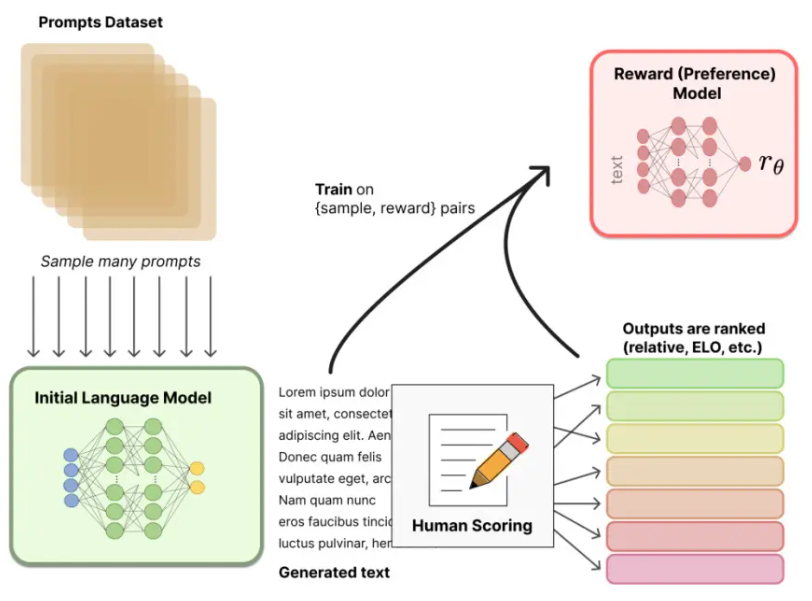 Prompts Dataset
Sample many prompts
Initial Language Model
Train on
{sample, reward} pairs
Reward (Preference)
Model
text
r_θ
Lorem ipsum dolor
sit amet, consectet
adipiscing elit. Aen
Donec quam felis
vulputate eget, arc
Nam quam nunc
eros faucibus tincid
luctus pulvinar, her
Generated text
Human Scoring
Outputs are ranked
(relative, ELO, etc.)